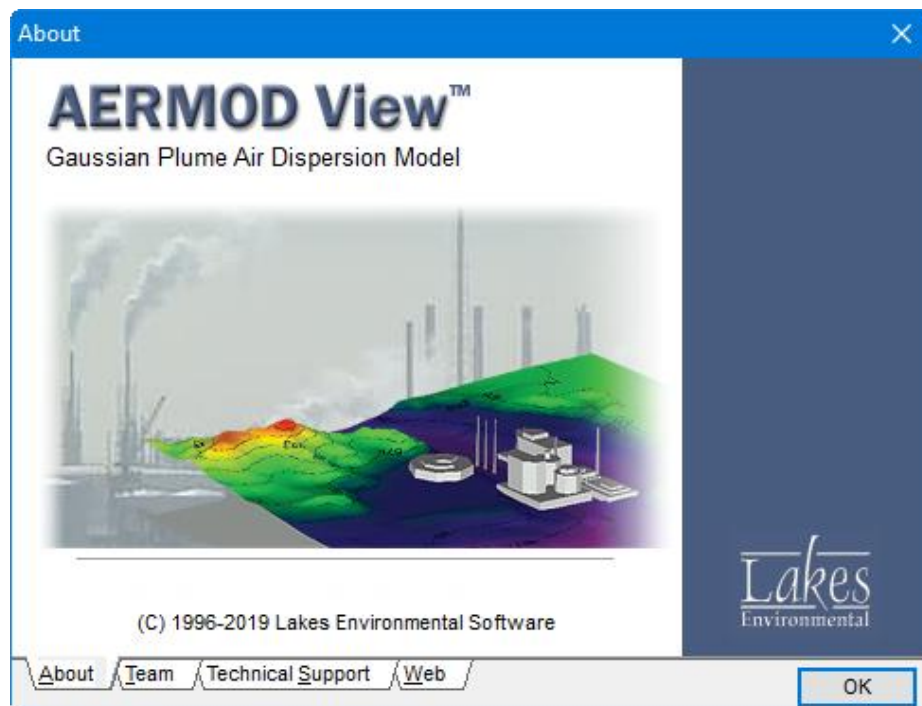 About
AERMOD View™
Gaussian Plume Air Dispersion Model
Lakes
Environmental
(C) 1996-2019 Lakes Environmental Software
About
Team
Technical Support
Web
OK